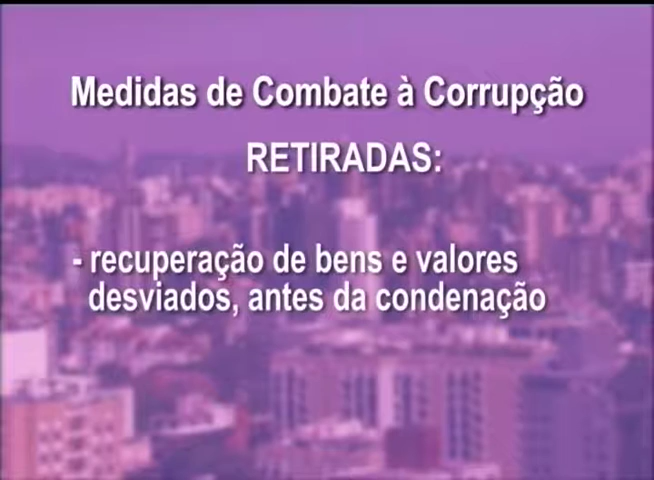 Medidas de Combate à Corrupção
RETIRADAS:
- recuperação de bens e valores
desviados, antes da condenação